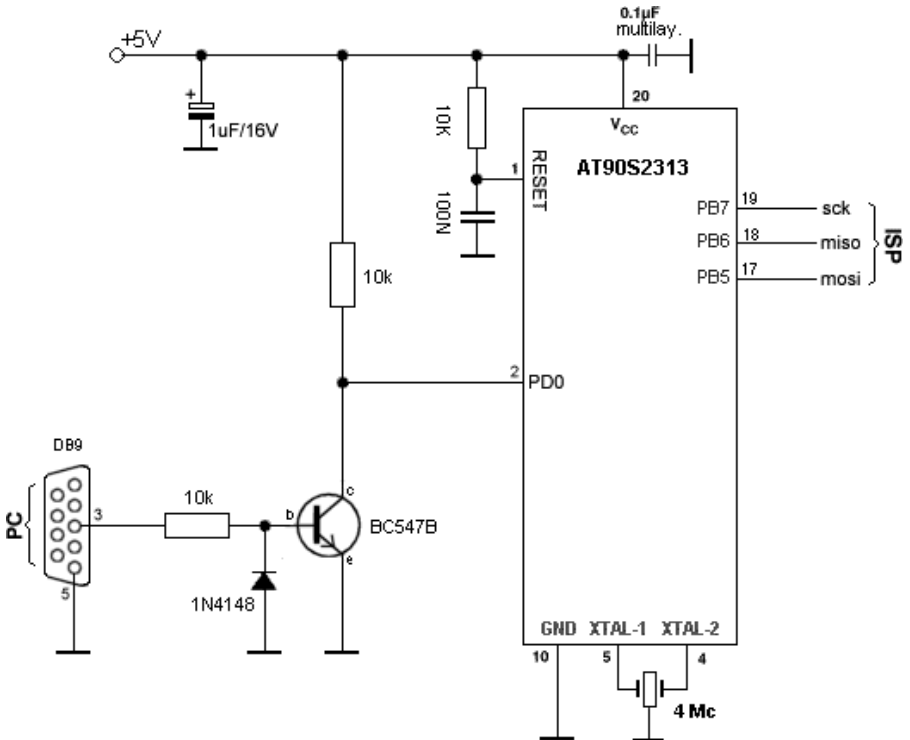 0.1µF
multilay.
+5V
20
+
1uF/16V
10K
Vcc
AT90S2313
1
RESET
100N
PB7
19
sck
PB6
18
miso
PB5
17
mosi
ISP
10k
2
PD0
DB9
PC
3
10k
b
c
e
BC547B
5
1N4148
GND
XTAL-1
XTAL-2
10
5
4
4 Mc